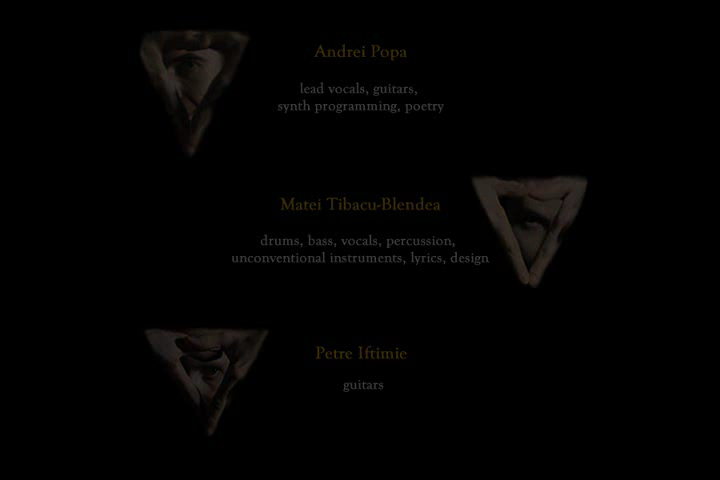 Andrei Popa
lead vocals, guitars,
synth programming, poetry
Matei Tibacu-Blendea
drums, bass, vocals, percussion,
unconventional instruments, lyrics, design
Petre Iftimie
guitars